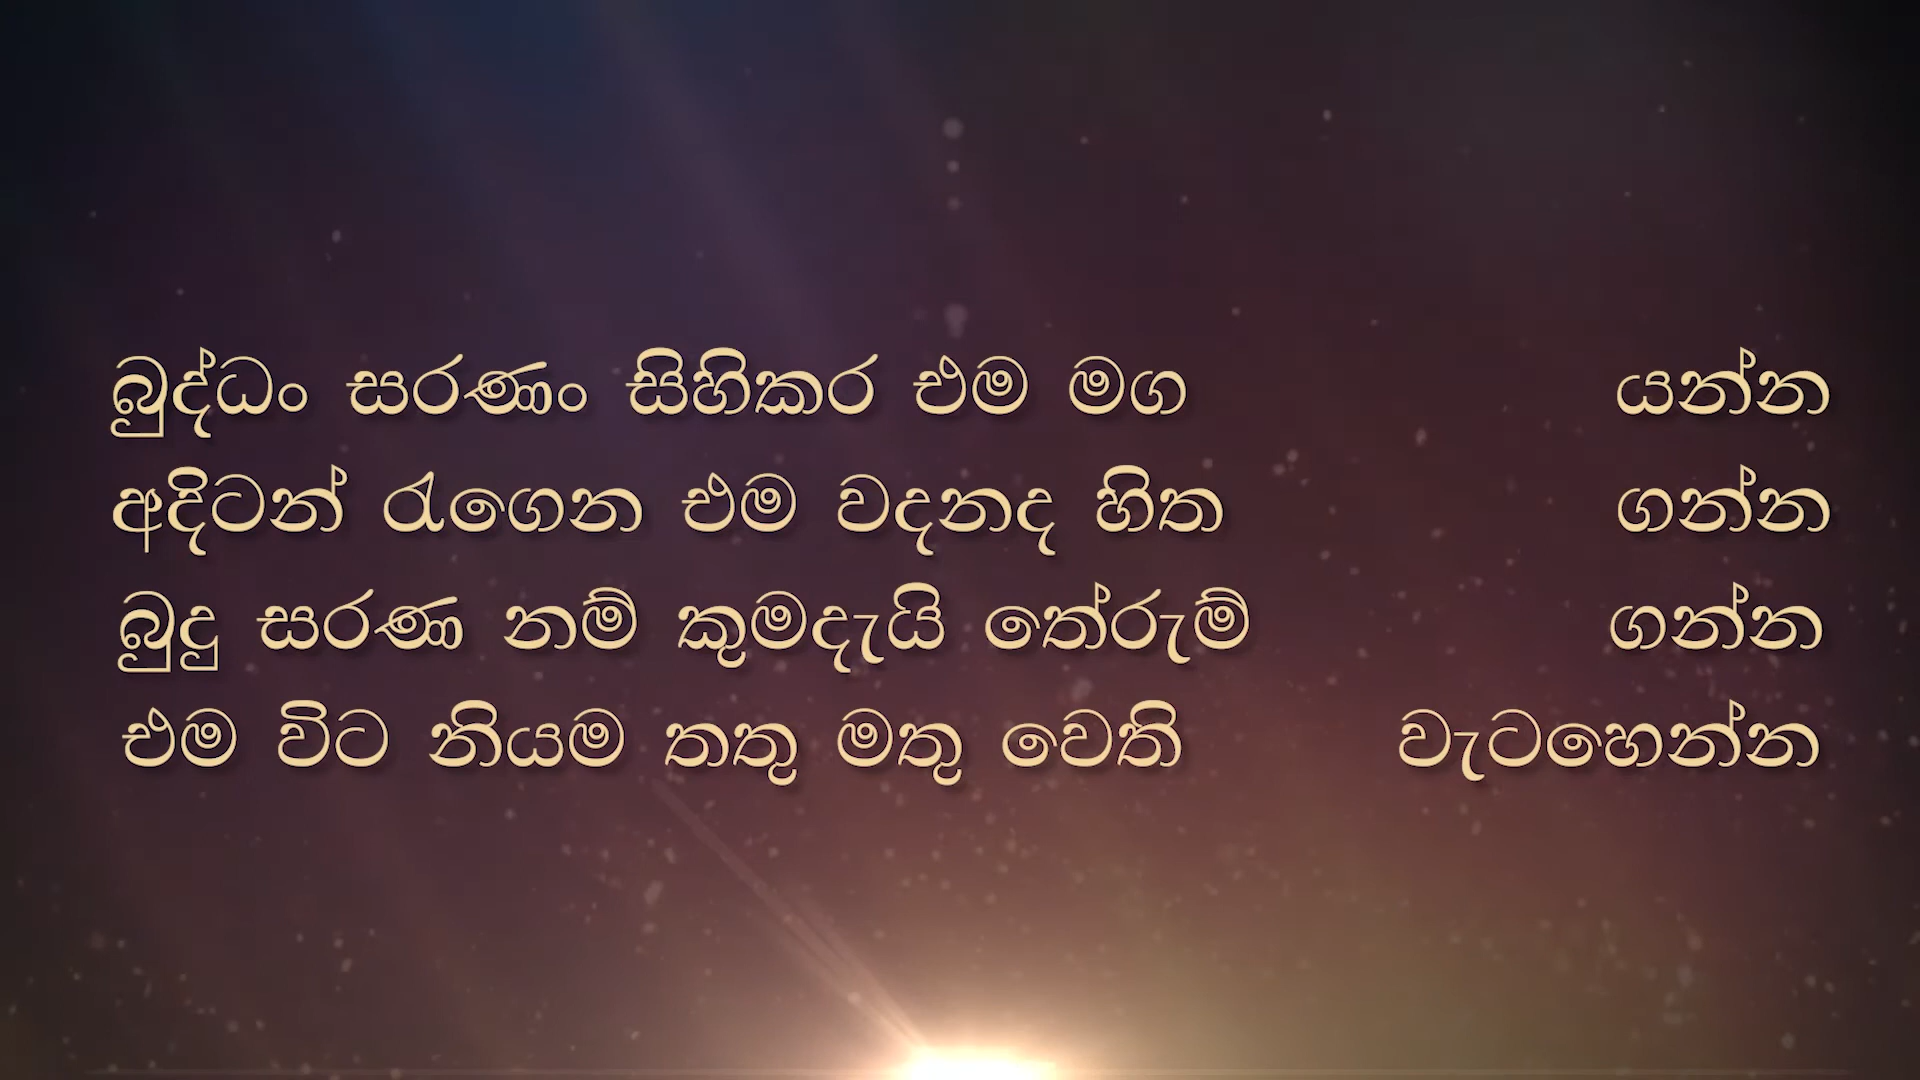 බුද්ධං සරණං සිහිකර එම මග යන්න
අදිටන් රැගෙන එම වදනද හිත ගන්න
බුදු සරණ නම් කුමදැයි තේරුම් ගන්න
එම විට නියම තතු මතු වෙති වැටහෙන්න